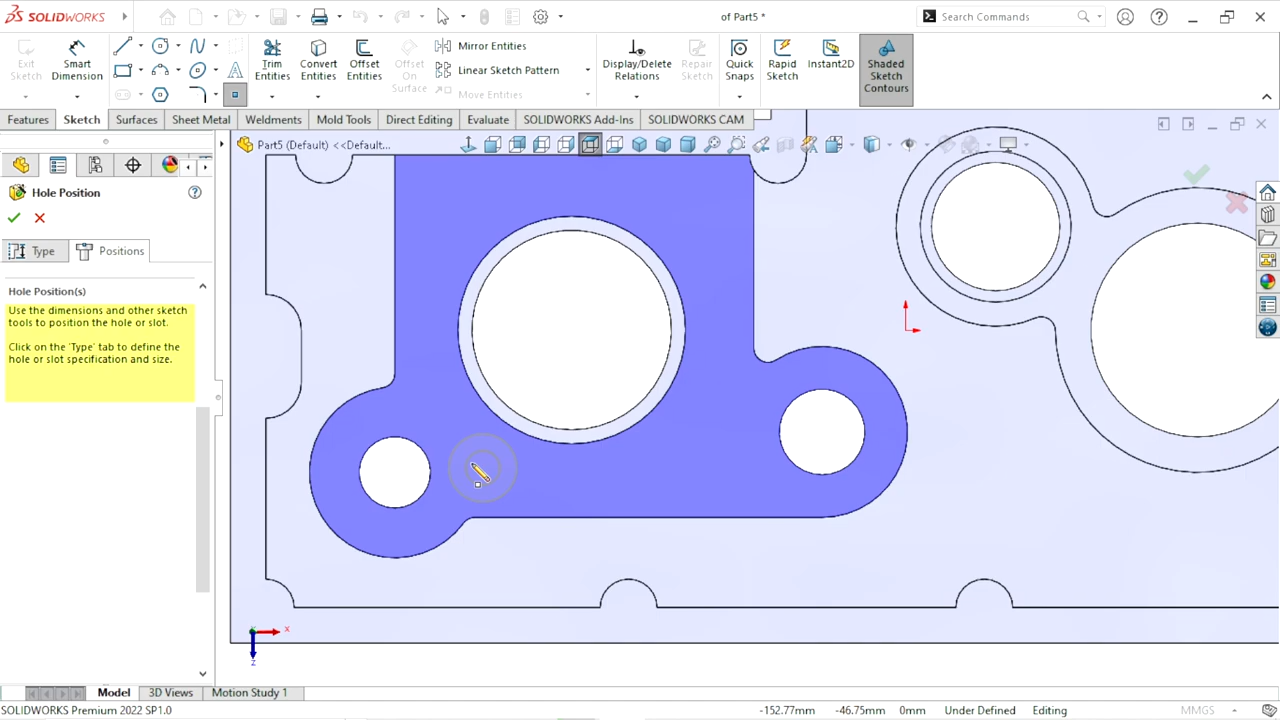 SOLIDWORKS
of Part5 *
Search Commands
Exit Sketch
Smart Dimension
Trim Entities
Convert Entities
Offset Entities
Offset On Surface
Mirror Entities
Linear Sketch Pattern
Move Entities
Display/Delete Relations
Repair Sketch
Quick Snaps
Rapid Sketch
Instant2D
Shaded Sketch Contours
Features
Sketch
Surfaces
Sheet Metal
Weldments
Mold Tools
Direct Editing
Evaluate
SOLIDWORKS Add-Ins
SOLIDWORKS CAM
Part5 (Default) <<Default...
Hole Position
Type
Positions
Hole Position(s)
Use the dimensions and other sketch
tools to position the hole or slot.
Click on the 'Type' tab to define the
hole or slot specification and size.
x
z
Model
3D Views
Motion Study 1
SOLIDWORKS Premium 2022 SP1.0
-152.77mm
-46.75mm
0mm
Under Defined
Editing
MMGS